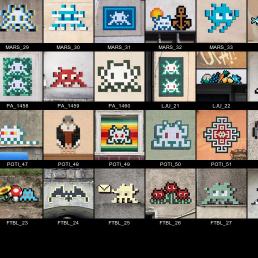 MARS_29 MARS_30 MARS_31 MARS_32 MARS_33
PA_1458 PA_1459 PA_1460 LJU_21 LJU_22
POTI_47 POTI_48 POTI_49 POTI_50 POTI_51
FTBL_23 FTBL_24 FTBL_25 FTBL_26 FTBL_27